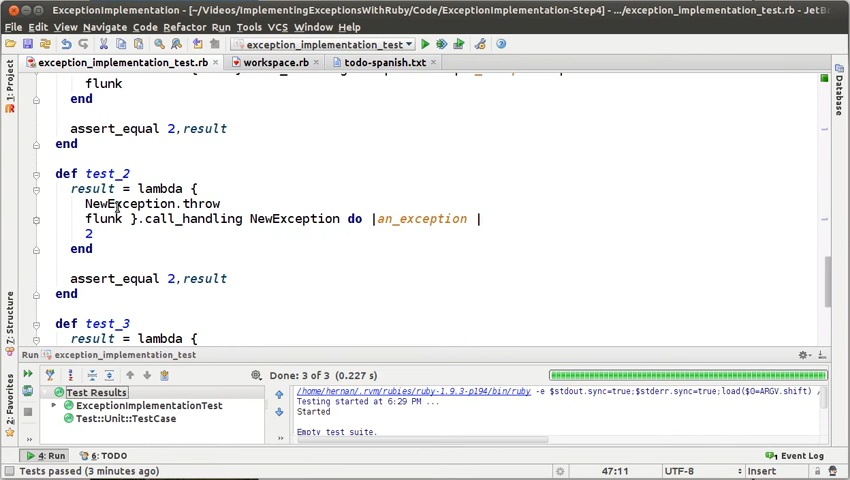 ExceptionImplementation - [~/Videos/ImplementingExceptionsWithRuby/Code/ExceptionImplementation-Step4] - .../exception_implementation_test.rb - JetBra
File Edit View Navigate Code Refactor Run Tools VCS Window Help
exception_implementation_test
exception_implementation_test.rb workspace.rb todo-spanish.txt
1: Project
Database
flunk
end
assert_equal 2,result
end
def test_2
result = lambda {
NewException.throw
flunk }.call_handling NewException do |an_exception |
2
end
assert_equal 2,result
end
def test_3
result = lambda {
7: Structure
2: Favorites
Run exception_implementation_test
Done: 3 of 3 (0.227 s)
Test Results
ExceptionImplementationTest
Test::Unit::TestCase
/home/hernan/.rvm/rubies/ruby-1.9.3-p194/bin/ruby -e $stdout.sync=true;$stderr.sync=true;load($0=ARGV.shift) /
Testing started at 6:29 PM ...
Started
Empty test suite.
4: Run 6: TODO Event Log
Tests passed (3 minutes ago) 47:11 UTF-8 Insert